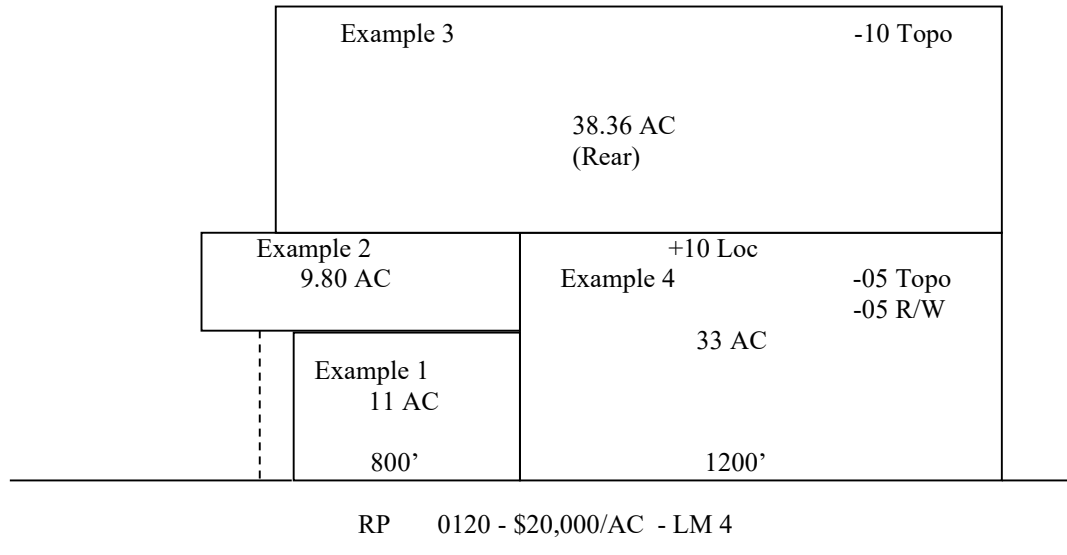 Example 3 -10 Topo
38.36 AC
(Rear)
Example 2
9.80 AC
+10 Loc
Example 4 -05 Topo
-05 R/W
33 AC
Example 1
11 AC
800’
1200’
RP 0120 - $20,000/AC - LM 4